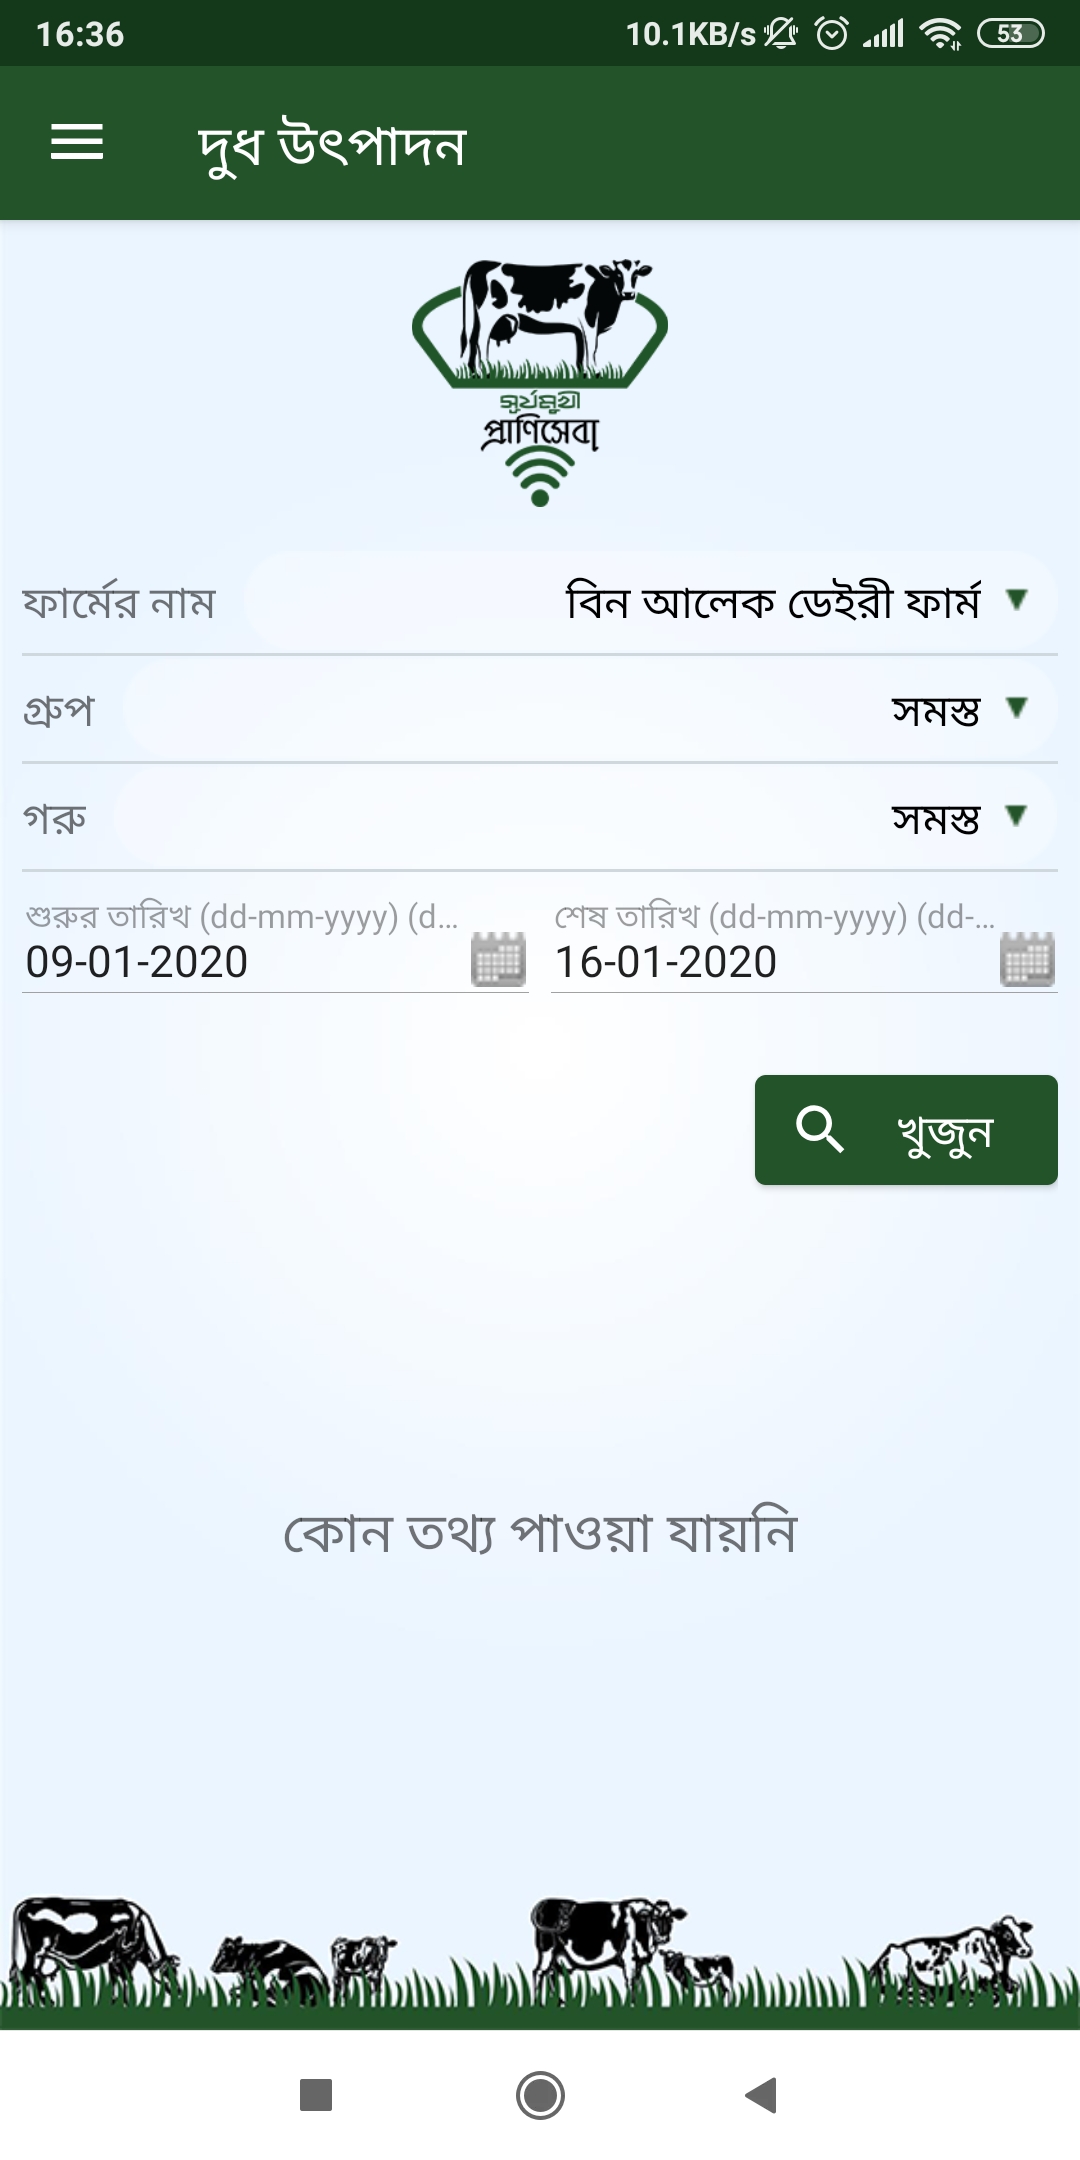 16:36 10.1KB/s 53
দুধ উৎপাদন
সূর্যমুখী
প্রাণিসেবা
ফার্মের নাম বিন আলেক ডেইরী ফার্ম
গ্রুপ সমস্ত
গরু সমস্ত
শুরুর তারিখ (dd-mm-yyyy) (d... শেষ তারিখ (dd-mm-yyyy) (dd-...
09-01-2020 16-01-2020
খুজুন
কোন তথ্য পাওয়া যায়নি